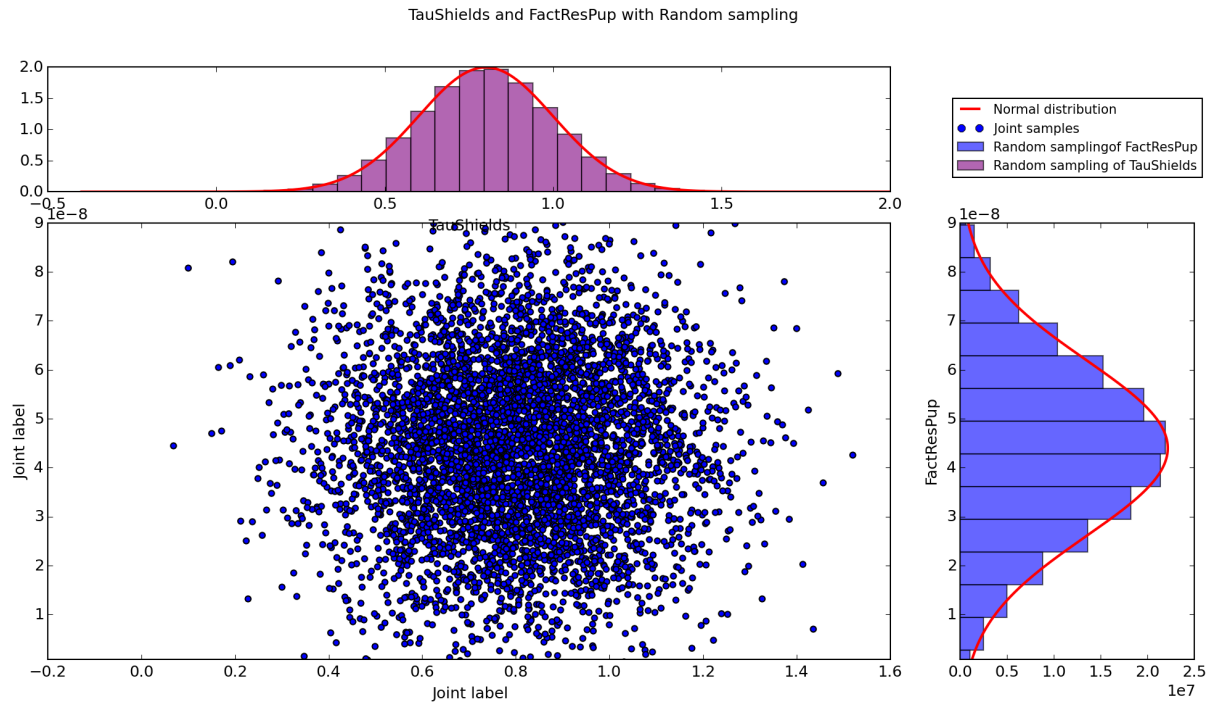 TauShields and FactResPup with Random sampling
2.0
1.5
1.0
0.5
0.0
−0.5 0.0 0.5 1.0 1.5 2.0
TauShields
Normal distribution
Joint samples
Random samplingof FactResPup
Random sampling of TauShields
1e−8
9
8
7
6
5
4
3
2
1
Joint label
−0.2 0.0 0.2 0.4 0.6 0.8 1.0 1.2 1.4 1.6
Joint label
1e−8
9
8
7
6
5
4
3
2
1
FactResPup
0.0 0.5 1.0 1.5 2.0 2.5
1e7